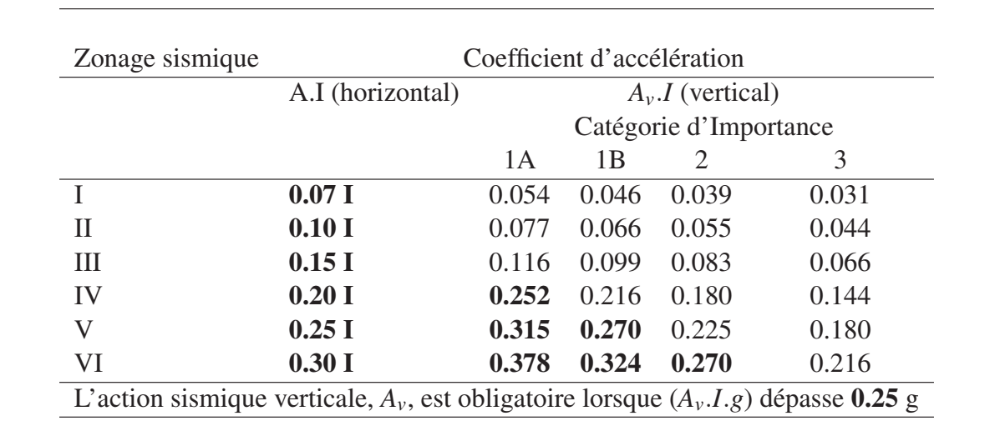 Zonage sismique Coefficient d'accélération
A.I (horizontal) Av.I (vertical)
Catégorie d'Importance
1A 1B 2 3
I 0.07 I 0.054 0.046 0.039 0.031
II 0.10 I 0.077 0.066 0.055 0.044
III 0.15 I 0.116 0.099 0.083 0.066
IV 0.20 I 0.252 0.216 0.180 0.144
V 0.25 I 0.315 0.270 0.225 0.180
VI 0.30 I 0.378 0.324 0.270 0.216
L'action sismique verticale, Av, est obligatoire lorsque (Av.I.g) dépasse 0.25 g